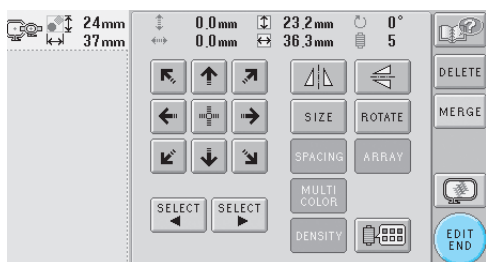 24mm 0.0mm 23.2mm 0°
37mm 0.0mm 36.3mm 5
DELETE
SIZE ROTATE MERGE
SPACING ARRAY
MULTI
COLOR
SELECT SELECT
DENSITY
EDIT
END